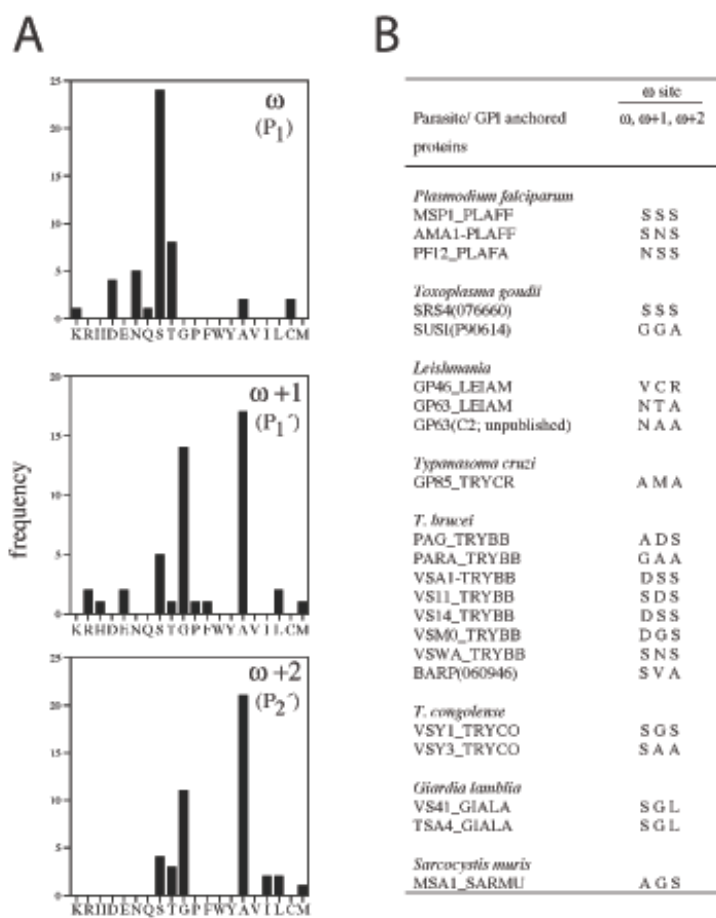 A
B
25
20
15
10
5
0
ω
(P1)
KRHDENQSTGPFWYAVILCM
20
15
10
5
0
ω+1
(P1´)
KRHDENQSTGPFWYAVILCM
25
20
15
10
5
0
ω+2
(P2´)
KRHDENQSTGPFWYAVILCM
frequency
ω site
Parasite/ GPI anchored ω, ω+1, ω+2
proteins
Plasmodium falciparum
MSP1_PLAFF S S S
AMA1-PLAFF S N S
PF12_PLAFA N S S
Toxoplasma gondii
SRS4(076660) S S S
SUSI(P90614) G G A
Leishmania
GP46_LEIAM V C R
GP63_LEIAM N T A
GP63(C2; unpublished) N A A
Typanasoma cruzi
GP85_TRYCR A M A
T. brucei
PAG_TRYBB A D S
PARA_TRYBB G A A
VSA1-TRYBB D S S
VS11_TRYBB S D S
VS14_TRYBB D S S
VSM0_TRYBB D G S
VSWA_TRYBB S N S
BARP(060946) S V A
T. congolense
VSY1_TRYCO S G S
VSY3_TRYCO S A A
Giardia lamblia
VS41_GIALA S G L
TSA4_GIALA S G L
Sarcocystis muris
MSA1_SARMU A G S